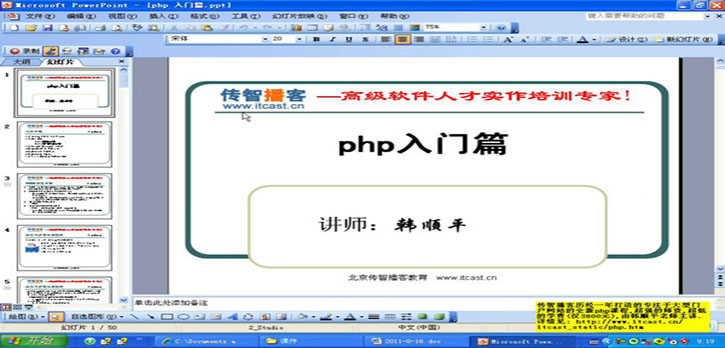 Microsoft PowerPoint - [php 入门篇.ppt]
文件(F) 编辑(E) 视图(V) 插入(I) 格式(O) 工具(T) 幻灯片放映(D) 窗口(W) 帮助(H)
键入需要帮助的问题
75%
宋体 20 B I U S 设计(S) 新幻灯片(N)
录制
大纲 幻灯片
1
2
3
4
5
php入门篇
传智播客 —高级软件人才实作培训专家!
www.itcast.cn
php入门篇
讲师：韩顺平
北京传智播客教育 www.itcast.cn
单击此处添加备注
绘图(R) 自选图形(U)
幻灯片 1 / 50 2_Studio 中文(中国)
传智播客历经一年打造的专注于大型门
户网站的全新php课程,超强的师资,超低
的学费(仅3800元),由韩顺平老师主讲,
详情见: http://www.itcast.cn/
itcast_static/php.htm
开始 C:\Documents a... 课件 2011-8-16.doc 9:19